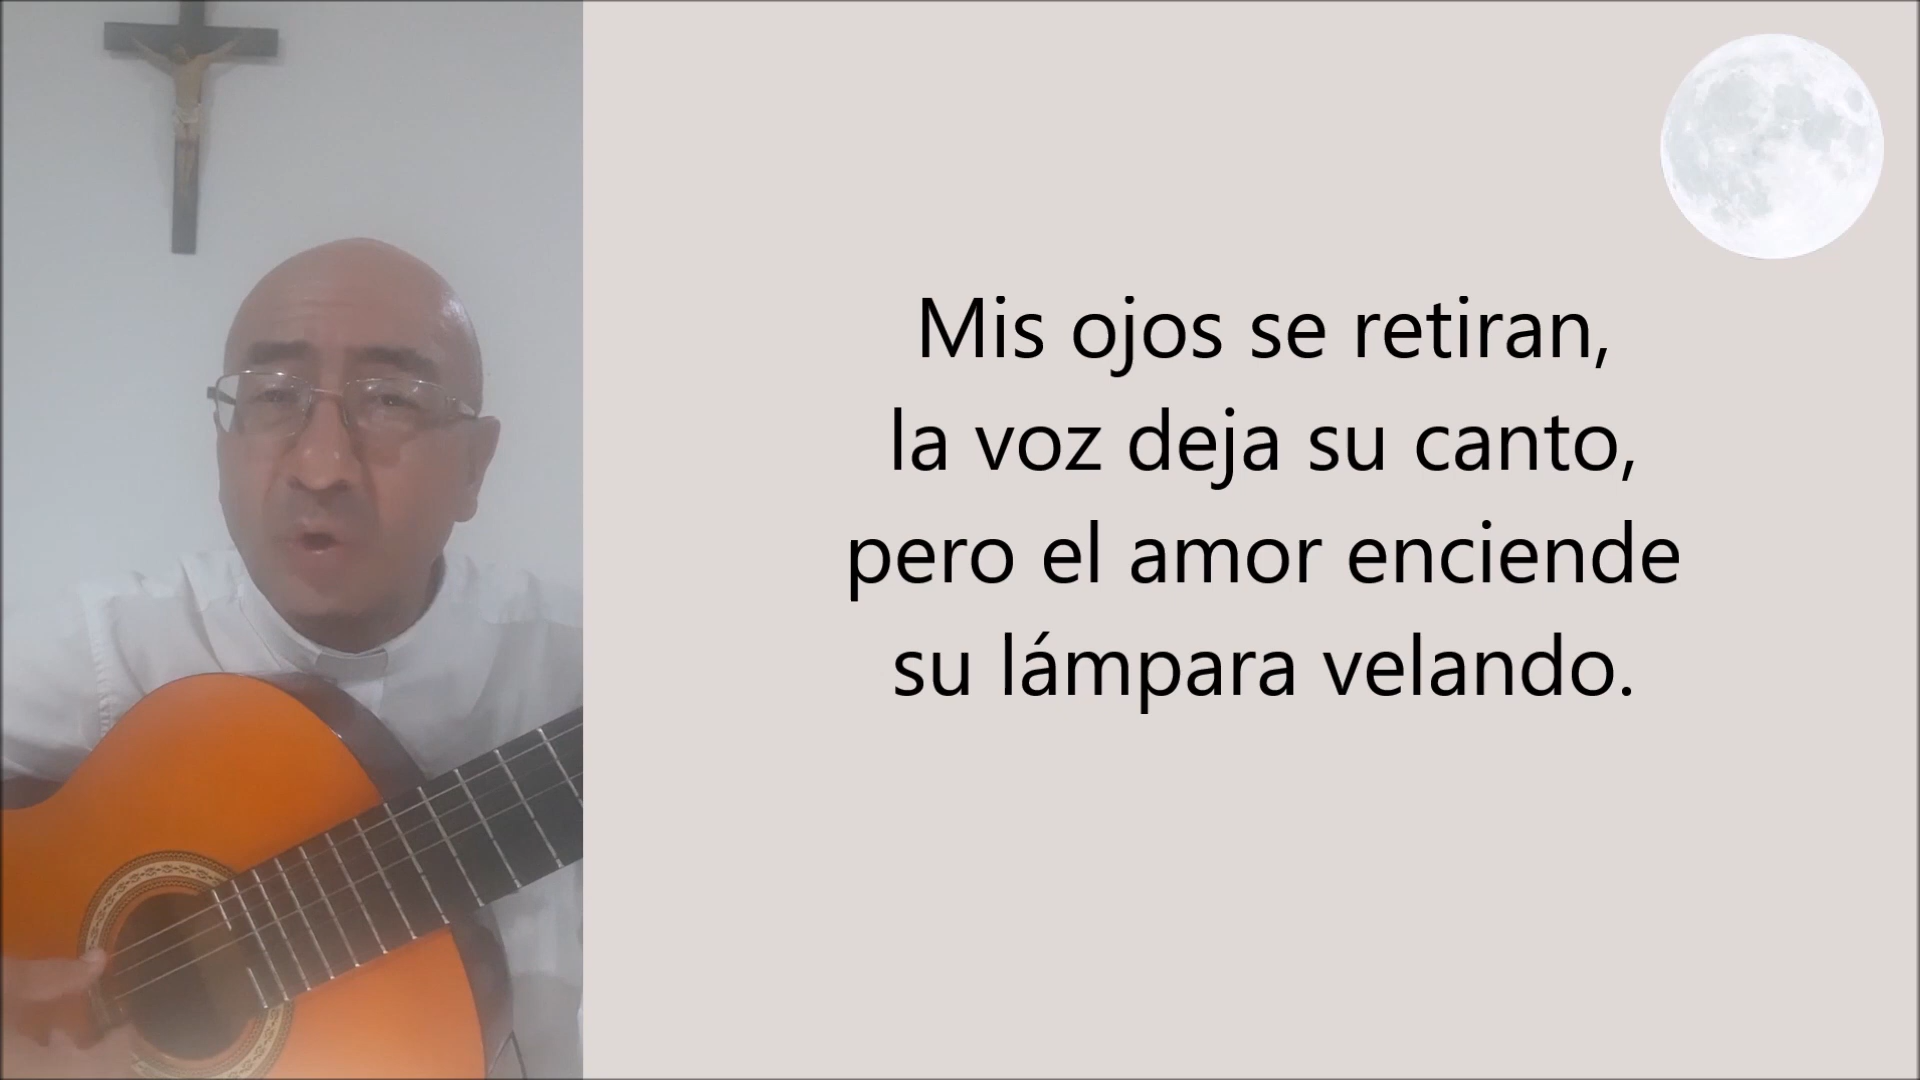 Mis ojos se retiran,
la voz deja su canto,
pero el amor enciende
su lámpara velando.